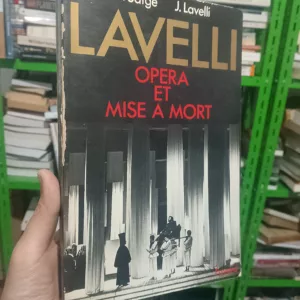 J. Lavelli
LAVELLI
OPERA
ET
MISE A MORT